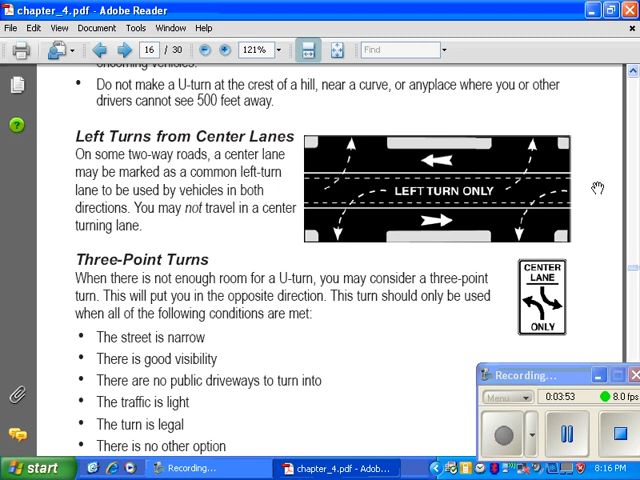 chapter_4.pdf - Adobe Reader
File Edit View Document Tools Window Help
16 / 30 121% Find
oncoming vehicles.
• Do not make a U-turn at the crest of a hill, near a curve, or anyplace where you or other
drivers cannot see 500 feet away.
Left Turns from Center Lanes
On some two-way roads, a center lane
may be marked as a common left-turn
lane to be used by vehicles in both
directions. You may not travel in a center
turning lane.
LEFT TURN ONLY
Three-Point Turns
When there is not enough room for a U-turn, you may consider a three-point
turn. This will put you in the opposite direction. This turn should only be used
when all of the following conditions are met:
CENTER
LANE
ONLY
• The street is narrow
• There is good visibility
• There are no public driveways to turn into
• The traffic is light
• The turn is legal
• There is no other option
Recording...
Menu 0:03:53 8.0 fps
start Recording... chapter_4.pdf - Adob... 8:16 PM